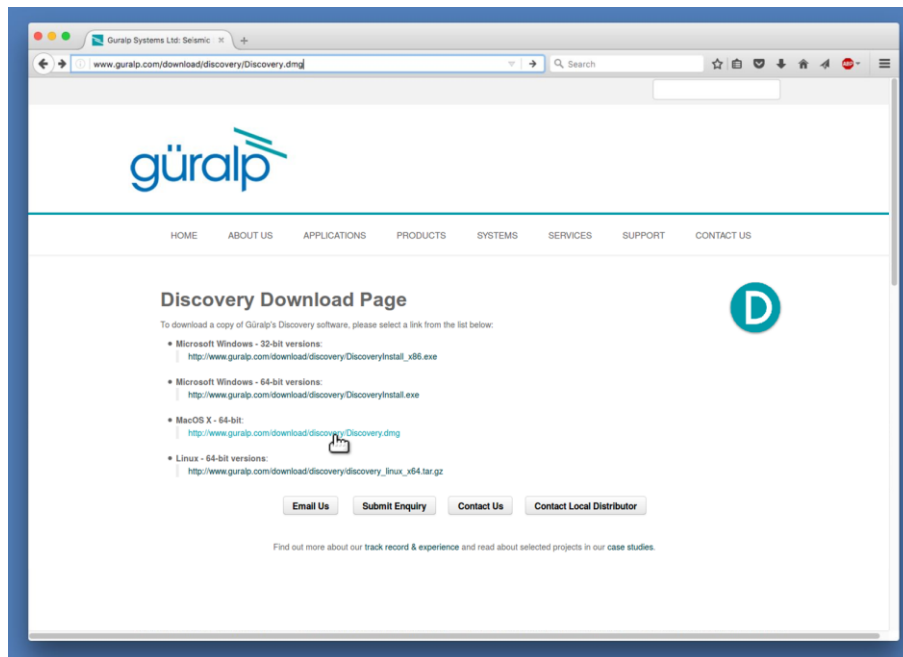 Guralp Systems Ltd: Seismic
www.guralp.com/download/discovery/Discovery.dmg
Search
ABP
güralp
HOME ABOUT US APPLICATIONS PRODUCTS SYSTEMS SERVICES SUPPORT CONTACT US
Discovery Download Page
D
To download a copy of Güralp's Discovery software, please select a link from the list below:
• Microsoft Windows - 32-bit versions:
http://www.guralp.com/download/discovery/DiscoveryInstall_x86.exe
• Microsoft Windows - 64-bit versions:
http://www.guralp.com/download/discovery/DiscoveryInstall.exe
• MacOS X - 64-bit:
http://www.guralp.com/download/discovery/Discovery.dmg
• Linux - 64-bit versions:
http://www.guralp.com/download/discovery/discovery_linux_x64.tar.gz
Email Us Submit Enquiry Contact Us Contact Local Distributor
Find out more about our track record & experience and read about selected projects in our case studies.